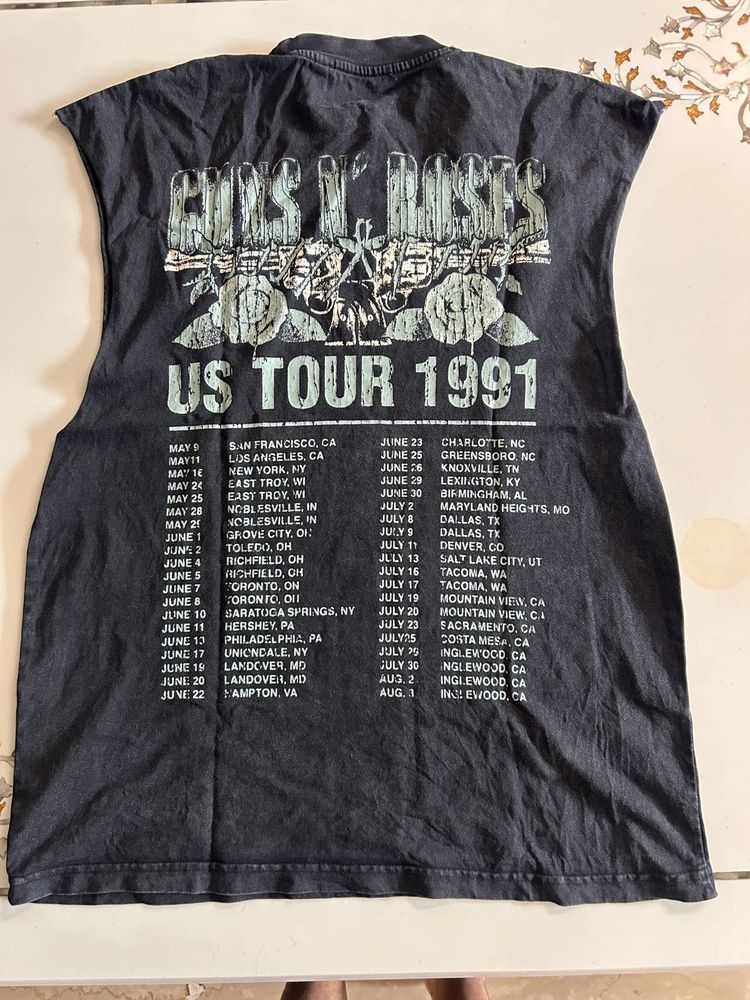 GUNS N' ROSES
US TOUR 1991
MAY 9 SAN FRANCISCO, CA
MAY 11 LOS ANGELES, CA
MAY 16 NEW YORK, NY
MAY 24 EAST TROY, WI
MAY 25 EAST TROY, WI
MAY 28 NOBLESVILLE, IN
MAY 29 NOBLESVILLE, IN
JUNE 1 GROVE CITY, OH
JUNE 2 TOLEDO, OH
JUNE 4 RICHFIELD, OH
JUNE 5 RICHFIELD, OH
JUNE 7 TORONTO, ON
JUNE 8 TORONTO, OH
JUNE 10 SARATOGA SPRINGS, NY
JUNE 11 HERSHEY, PA
JUNE 13 PHILADELPHIA, PA
JUNE 17 UNIONDALE, NY
JUNE 19 LANDOVER, MD
JUNE 20 LANDOVER, MD
JUNE 22 HAMPTON, VA
JUNE 23 CHARLOTTE, NC
JUNE 25 GREENSBORO, NC
JUNE 26 KNOXVILLE, TN
JUNE 29 LEXINGTON, KY
JUNE 30 BIRMINGHAM, AL
JULY 2 MARYLAND HEIGHTS, MO
JULY 8 DALLAS, TX
JULY 9 DALLAS, TX
JULY 11 DENVER, CO
JULY 13 SALT LAKE CITY, UT
JULY 16 TACOMA, WA
JULY 17 TACOMA, WA
JULY 19 MOUNTAIN VIEW, CA
JULY 20 MOUNTAIN VIEW, CA
JULY 23 SACRAMENTO, CA
JULY 25 COSTA MESA, CA
JULY 29 INGLEWOOD, CA
JULY 30 INGLEWOOD, CA
AUG. 2 INGLEWOOD, CA
AUG. 3 INGLEWOOD, CA